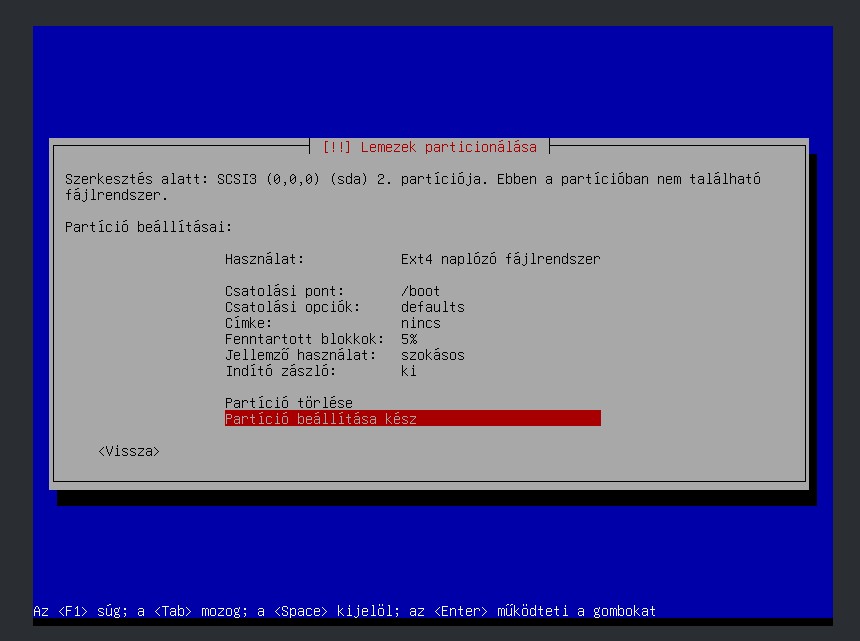 [!!] Lemezek particionálása
Szerkesztés alatt: SCSI3 (0,0,0) (sda) 2. partíciója. Ebben a partícióban nem található
fájlrendszer.
Partíció beállításai:
Használat: Ext4 naplózó fájlrendszer
Csatolási pont: /boot
Csatolási opciók: defaults
Címke: nincs
Fenntartott blokkok: 5%
Jellemző használat: szokásos
Indító zászló: ki
Partíció törlése
Partíció beállítása kész
<Vissza>
Az <F1> súg; a <Tab> mozog; a <Space> kijelöl; az <Enter> működteti a gombokat